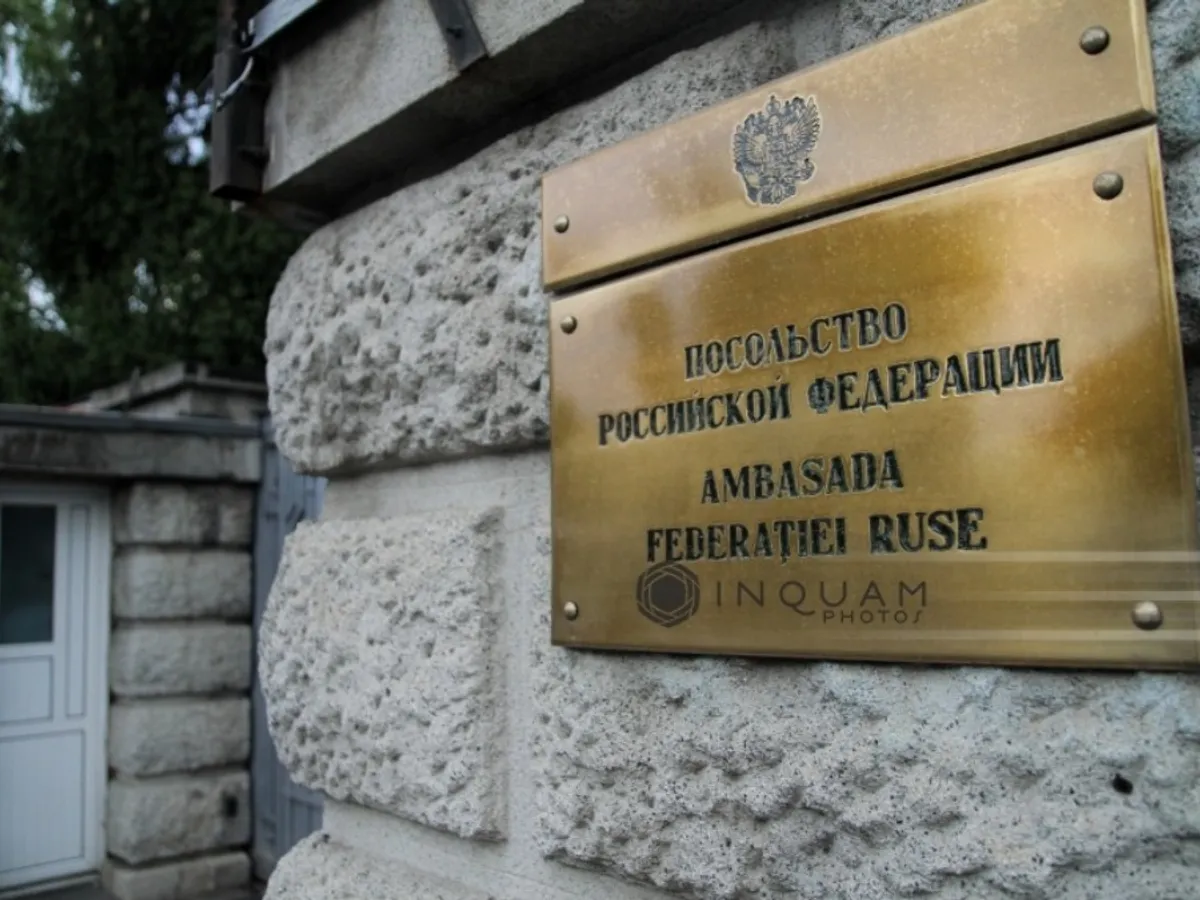 ПОСОЛЬСТВО
РОССИЙСКОЙ ФЕДЕРАЦИИ
AMBASADA
FEDERAȚIEI RUSE
INQUAM
PHOTOS